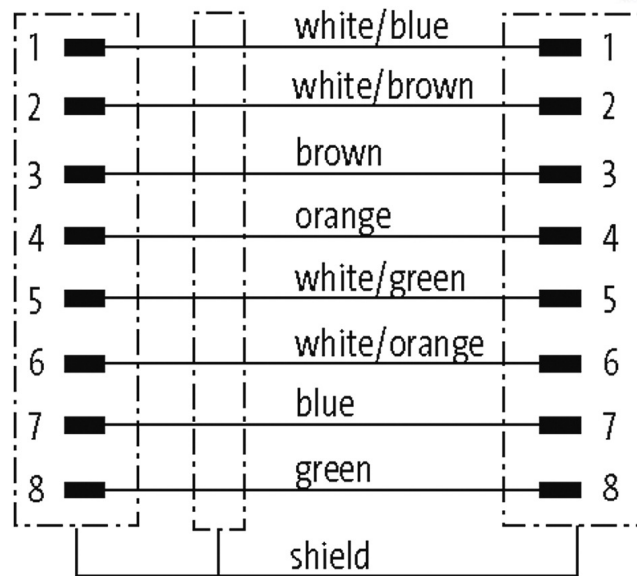 1 white/blue 1
2 white/brown 2
3 brown 3
4 orange 4
5 white/green 5
6 white/orange 6
7 blue 7
8 green 8
shield